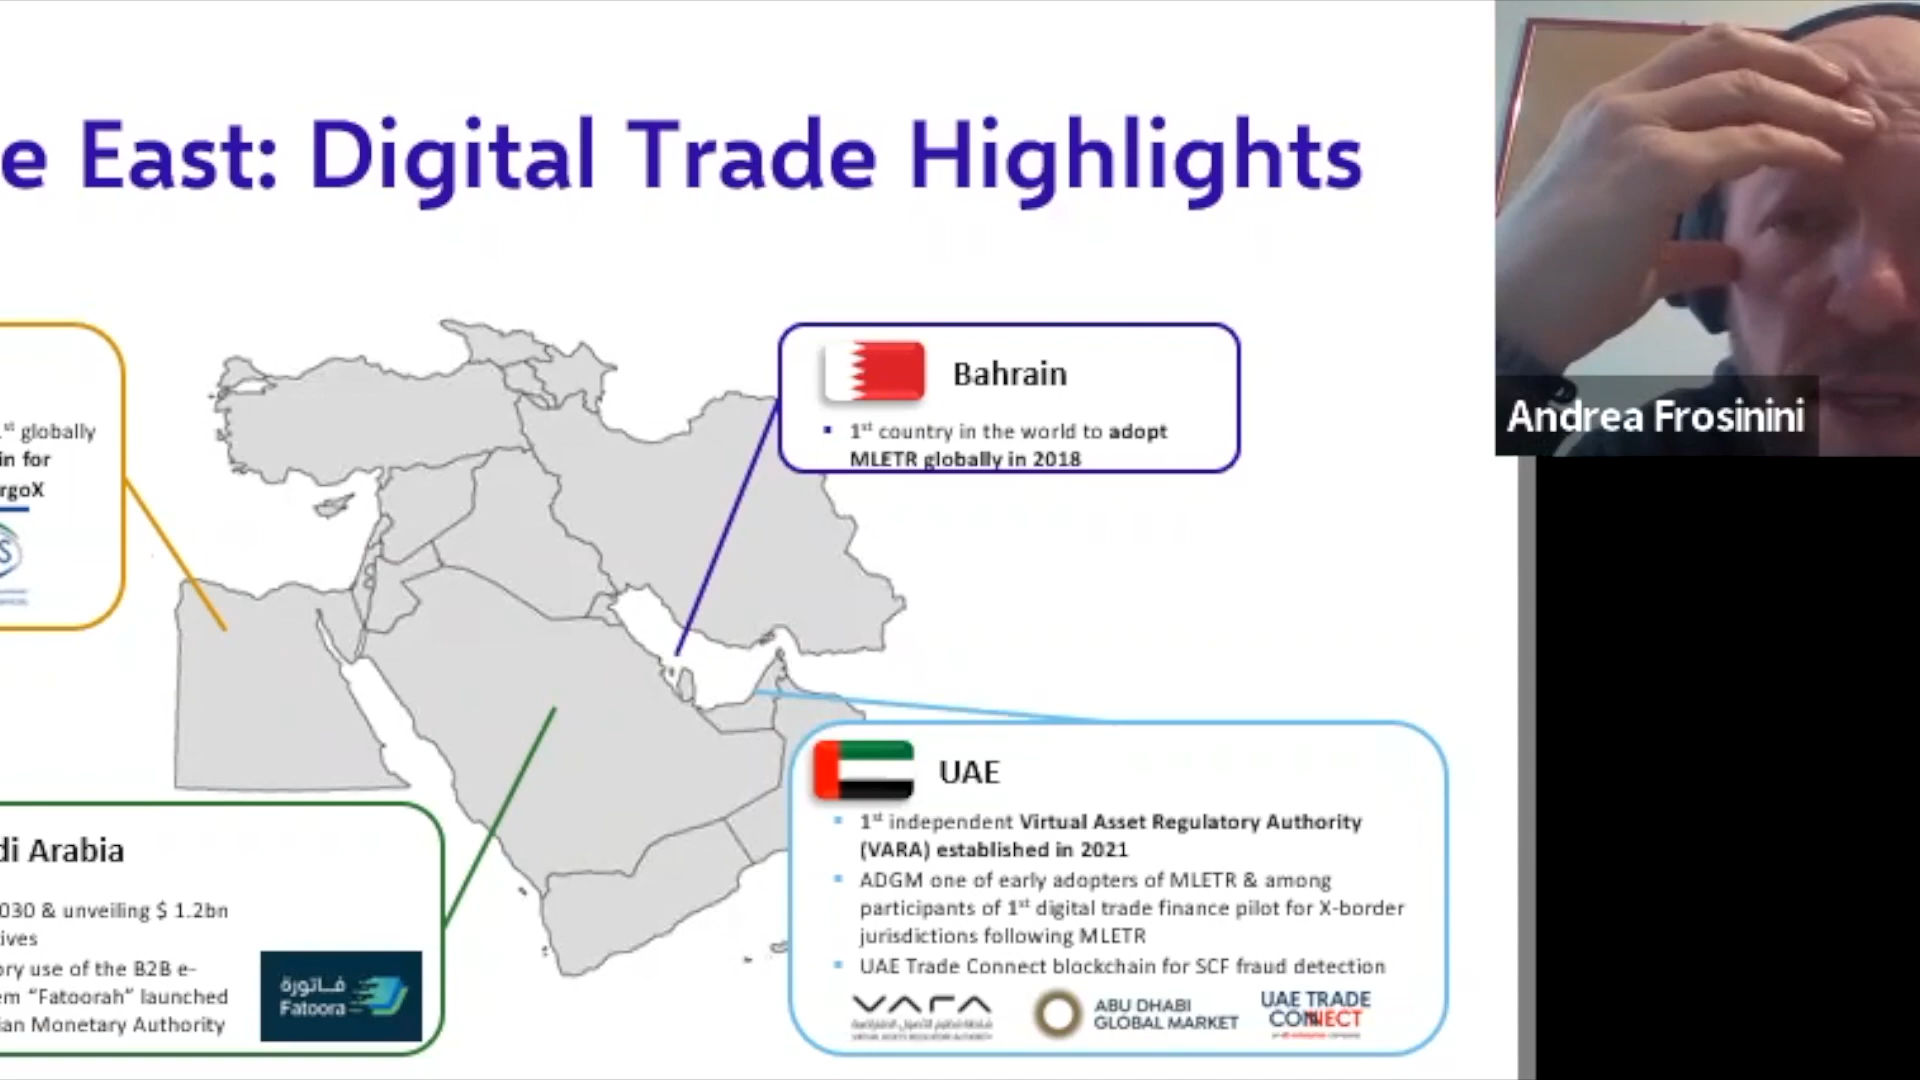 e East: Digital Trade Highlights
Andrea Frosinini
1st globally
in for
rgoX
S
Bahrain
▪ 1st country in the world to adopt
MLETR globally in 2018
UAE
▪ 1st independent Virtual Asset Regulatory Authority
(VARA) established in 2021
▪ ADGM one of early adopters of MLETR & among
participants of 1st digital trade finance pilot for X-border
jurisdictions following MLETR
▪ UAE Trade Connect blockchain for SCF fraud detection
VARA
ABU DHABI
GLOBAL MARKET
UAE TRADE
CONNECT
di Arabia
030 & unveiling $ 1.2bn
tives
ory use of the B2B e-
em “Fatoorah” launched
ian Monetary Authority
فاتورة
Fatoora